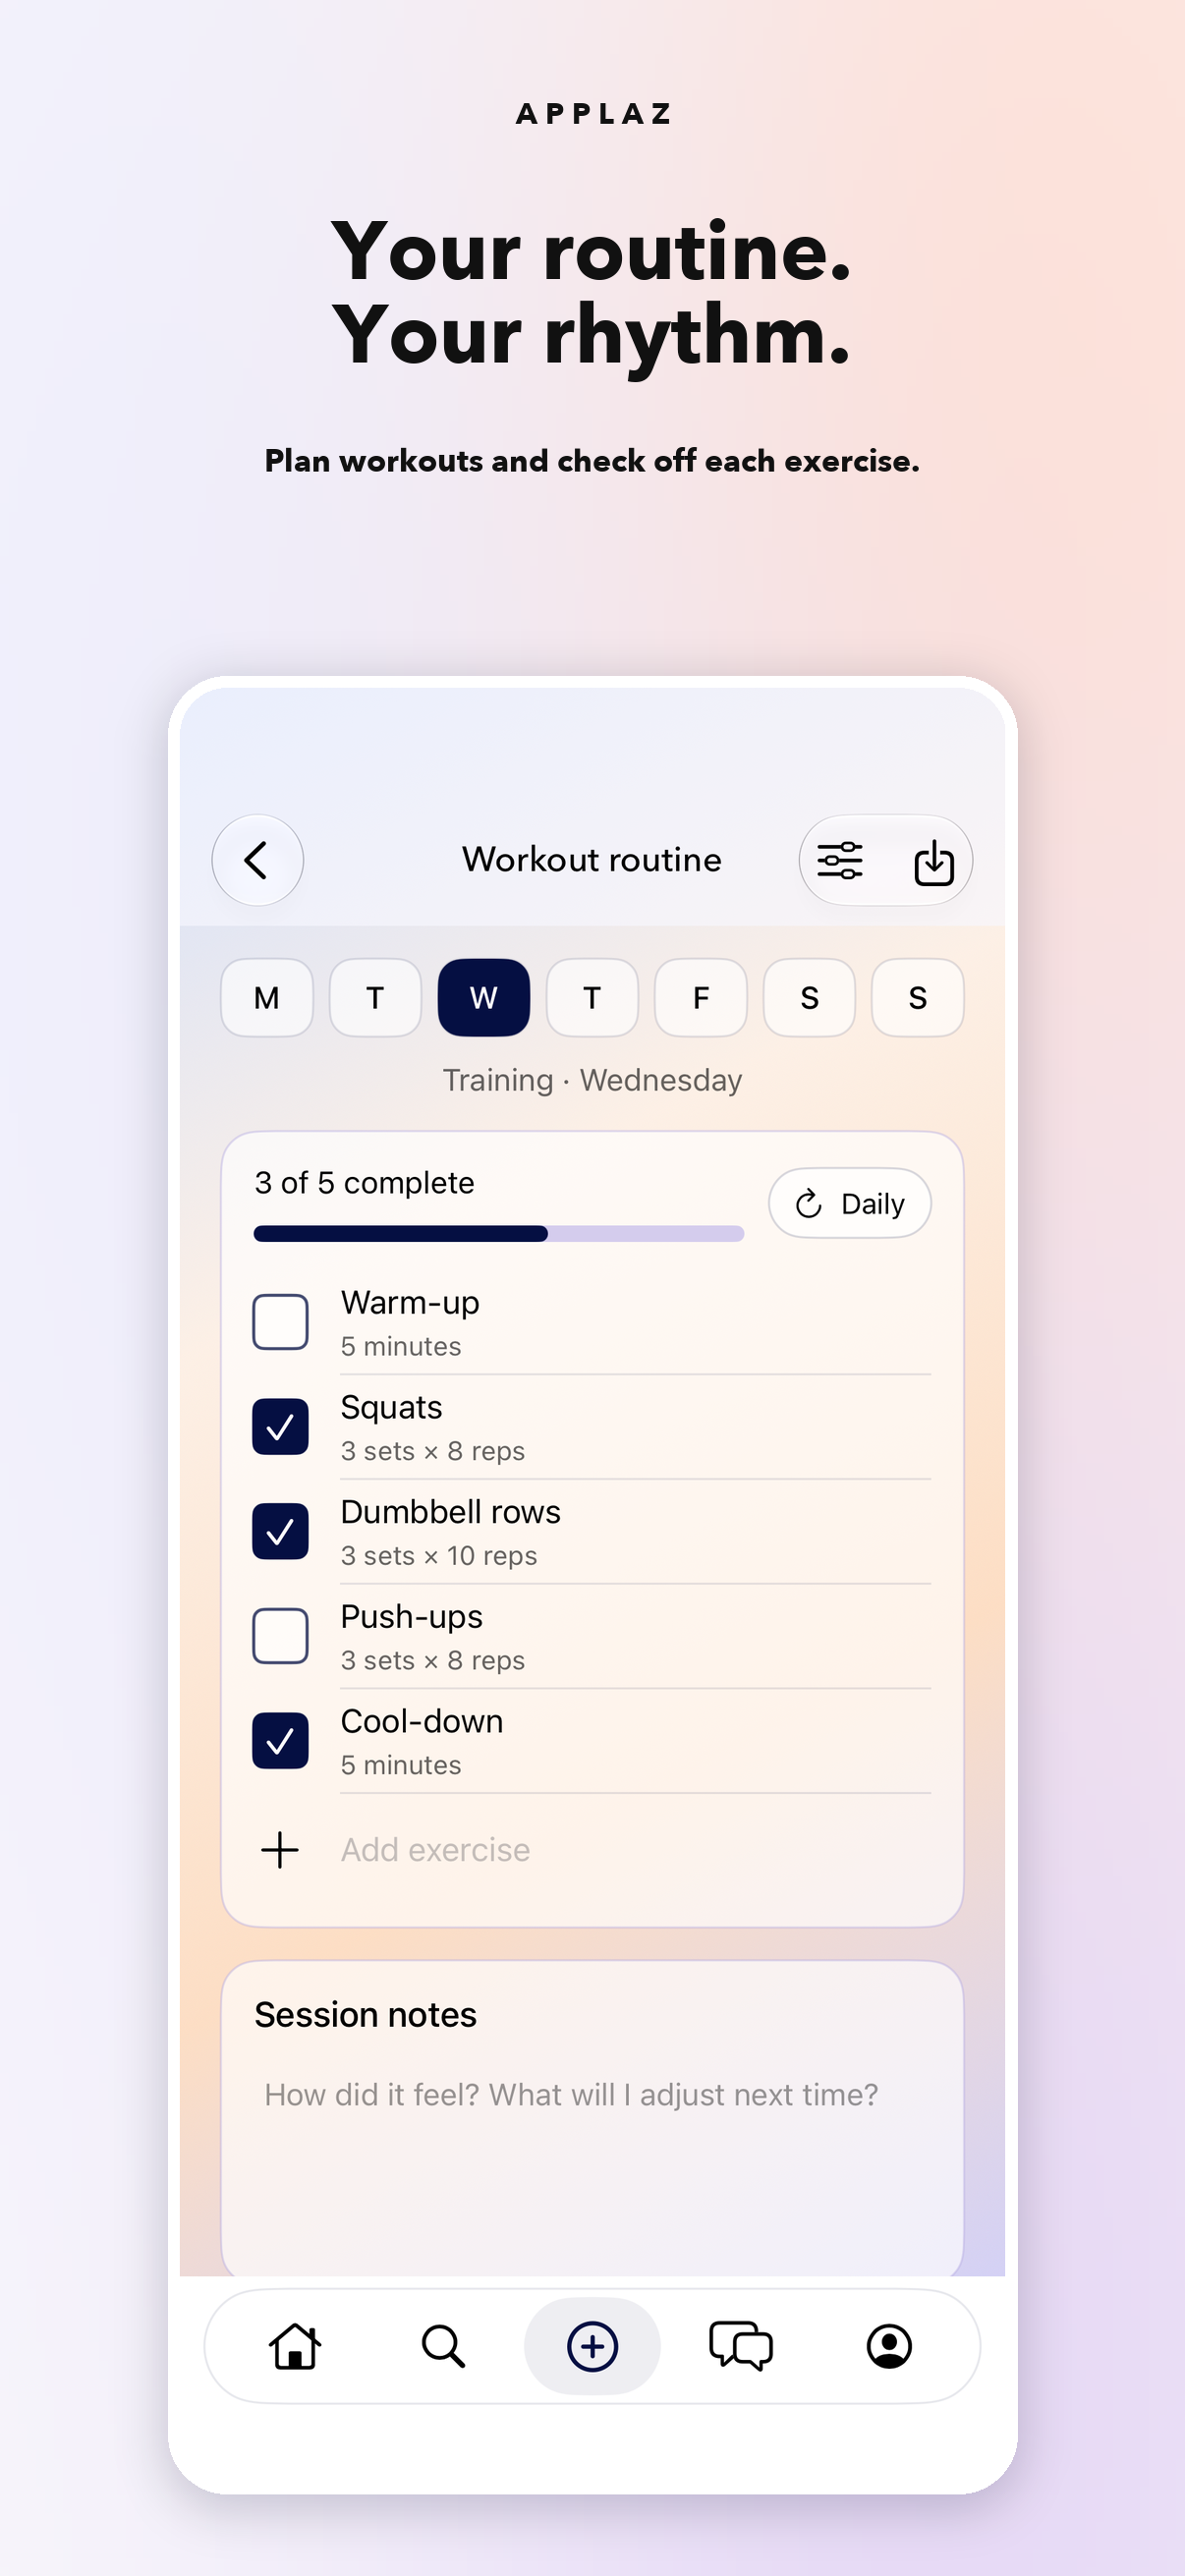 APPLAZ
Your routine.
Your rhythm.
Plan workouts and check off each exercise.
Workout routine
M T W T F S S
Training · Wednesday
3 of 5 complete
Daily
Warm-up
5 minutes
Squats
3 sets × 8 reps
Dumbbell rows
3 sets × 10 reps
Push-ups
3 sets × 8 reps
Cool-down
5 minutes
Add exercise
Session notes
How did it feel? What will I adjust next time?